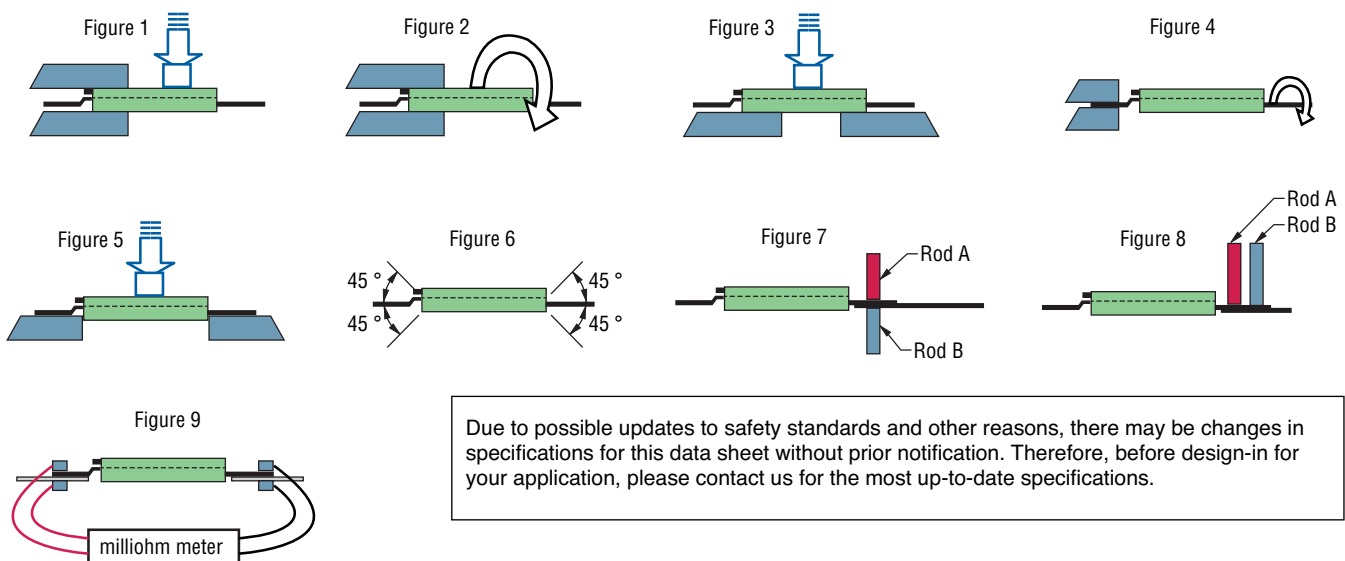 Figure 1
Figure 2
Figure 3
Figure 4
Figure 5
Figure 6
45 °
45 °
45 °
45 °
Figure 7
Rod A
Rod B
Figure 8
Rod A
Rod B
Figure 9
milliohm meter
Due to possible updates to safety standards and other reasons, there may be changes in
specifications for this data sheet without prior notification. Therefore, before design-in for
your application, please contact us for the most up-to-date specifications.